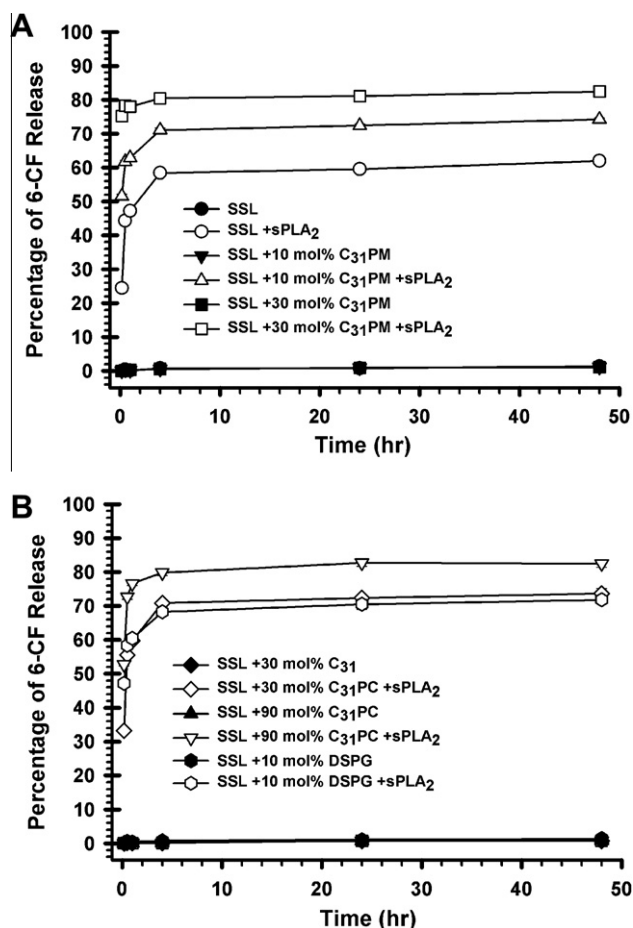 A
Percentage of 6-CF Release
100
90
80
70
60
50
40
30
20
10
0
SSL
SSL +sPLA2
SSL +10 mol% C31PM
SSL +10 mol% C31PM +sPLA2
SSL +30 mol% C31PM
SSL +30 mol% C31PM +sPLA2
0 10 20 30 40 50
Time (hr)
B
Percentage of 6-CF Release
100
90
80
70
60
50
40
30
20
10
0
SSL +30 mol% C31
SSL +30 mol% C31PC +sPLA2
SSL +90 mol% C31PC
SSL +90 mol% C31PC +sPLA2
SSL +10 mol% DSPG
SSL +10 mol% DSPG +sPLA2
0 10 20 30 40 50
Time (hr)